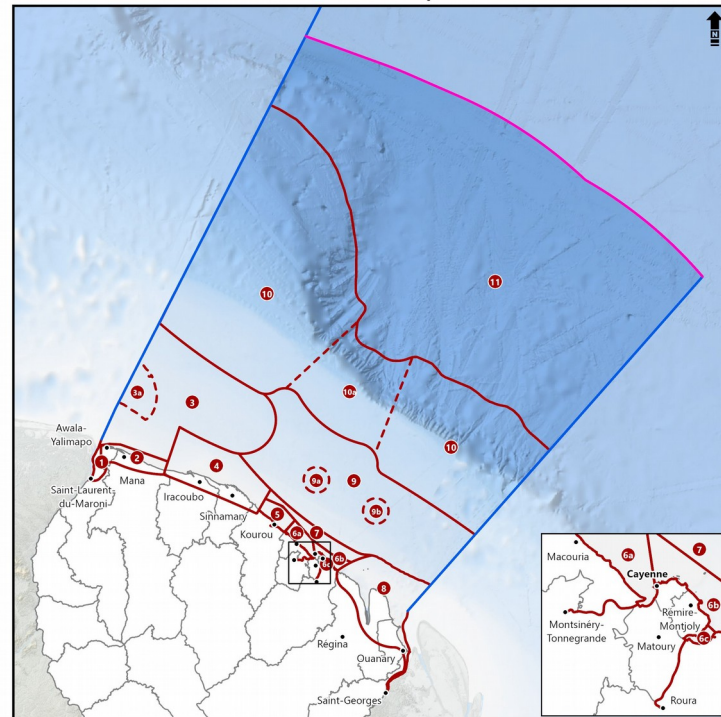 N
11
10
10a
3a
3
10
Awala-
Yalimapo
1
2
4
9a
9
9b
Mana
Saint-Laurent-
du-Maroni
Iracoubo
Sinnamary
5
Kourou
6a
7
6b
6c
8
Régina
Ouanary
Saint-Georges
Macouria
6a
7
Cayenne
6b
Rémire-
Montjoly
Montsinéry-
Tonnegrande
Matoury
6c
Roura